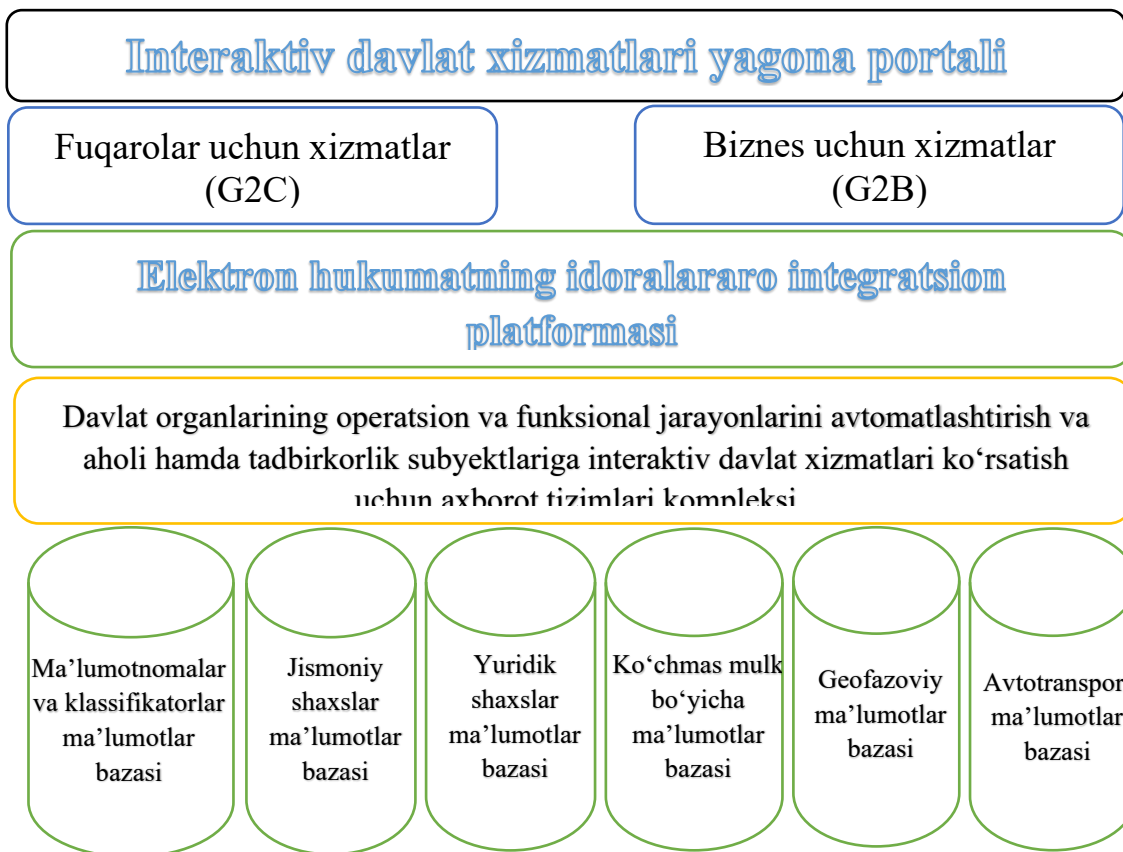 Interaktiv davlat xizmatlari yagona portali
Fuqarolar uchun xizmatlar
(G2C)
Biznes uchun xizmatlar
(G2B)
Elektron hukumatning idoralararo integratsion
platformasi
Davlat organlarining operatsion va funksional jarayonlarini avtomatlashtirish va
aholi hamda tadbirkorlik subyektlariga interaktiv davlat xizmatlari ko‘rsatish
uchun axborot tizimlari kompleksi
Ma’lumotnomalar
va klassifikatorlar
ma’lumotlar
bazasi
Jismoniy
shaxslar
ma’lumotlar
bazasi
Yuridik
shaxslar
ma’lumotlar
bazasi
Ko‘chmas mulk
bo‘yicha
ma’lumotlar
bazasi
Geofazoviy
ma’lumotlar
bazasi
Avtotranspor
ma’lumotlar
bazasi